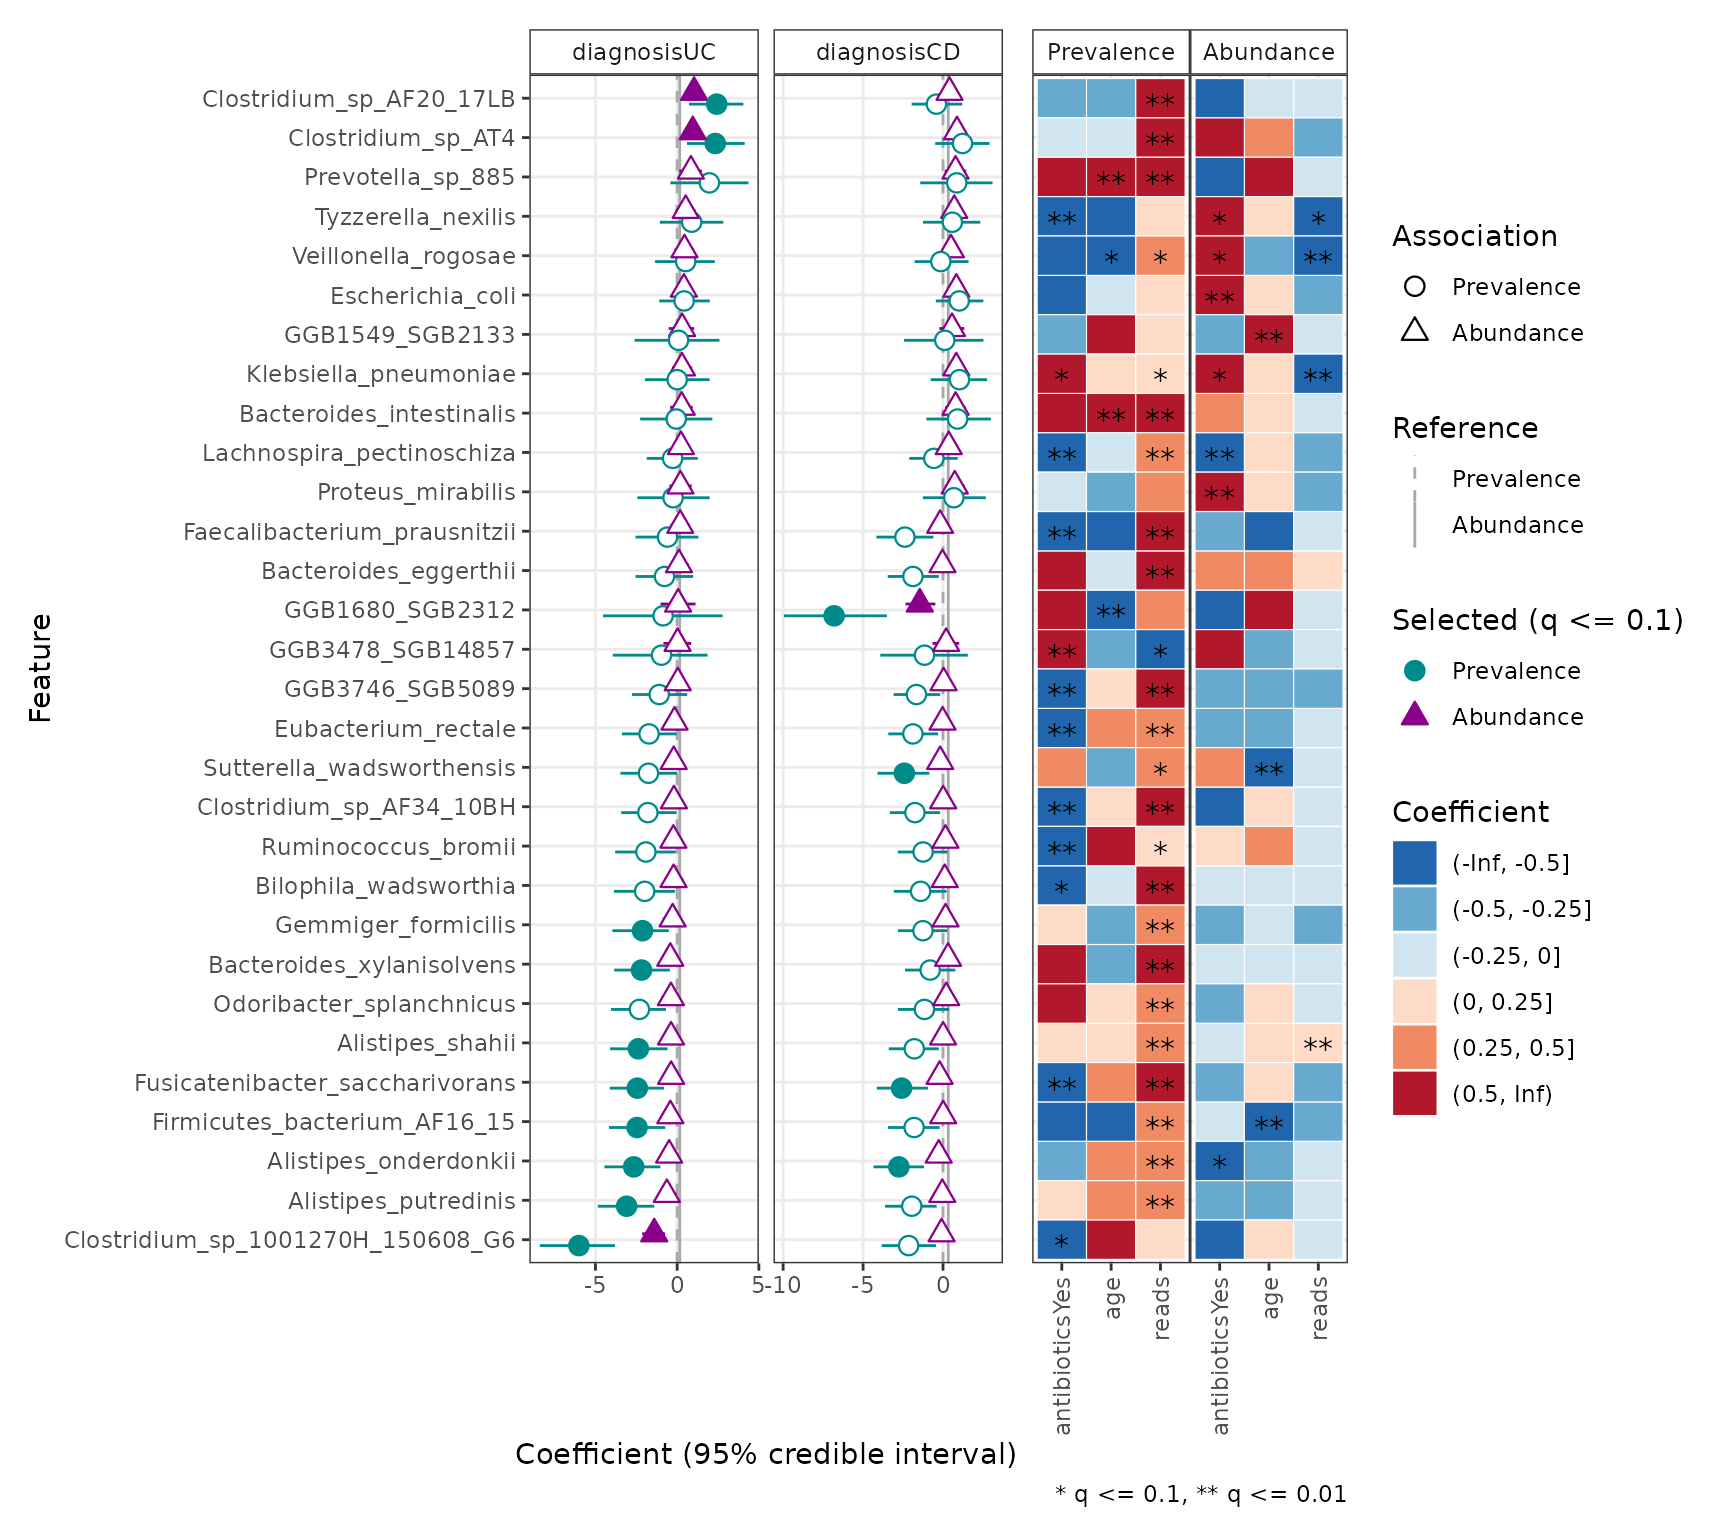 diagnosisUC
diagnosisCD
Prevalence
Abundance
Feature
Clostridium_sp_AF20_17LB
** 
Clostridium_sp_AT4
**
Prevotella_sp_885
** **
Tyzzerella_nexilis
** * *
Veillonella_rogosae
* * * **
Escherichia_coli
**
GGB1549_SGB2133
**
Klebsiella_pneumoniae
* * * **
Bacteroides_intestinalis
** **
Lachnospira_pectinoschiza
** ** **
Proteus_mirabilis
**
Faecalibacterium_prausnitzii
** **
Bacteroides_eggerthii
**
GGB1680_SGB2312
**
GGB3478_SGB14857
** *
GGB3746_SGB5089
** **
Eubacterium_rectale
** **
Sutterella_wadsworthensis
* **
Clostridium_sp_AF34_10BH
** **
Ruminococcus_bromii
** *
Bilophila_wadsworthia
* **
Gemmiger_formicilis
**
Bacteroides_xylanisolvens
**
Odoribacter_splanchnicus
**
Alistipes_shahii
** **
Fusicatenibacter_saccharivorans
** **
Firmicutes_bacterium_AF16_15
** **
Alistipes_onderdonkii
** *
Alistipes_putredinis
**
Clostridium_sp_1001270H_150608_G6
*
-5 0 5
-10 -5 0
antibioticsYes
age
reads
antibioticsYes
age
reads
Coefficient (95% credible interval)
* q <= 0.1, ** q <= 0.01
Association
Prevalence
Abundance
Reference
Prevalence
Abundance
Selected (q <= 0.1)
Prevalence
Abundance
Coefficient
(-Inf, -0.5]
(-0.5, -0.25]
(-0.25, 0]
(0, 0.25]
(0.25, 0.5]
(0.5, Inf)